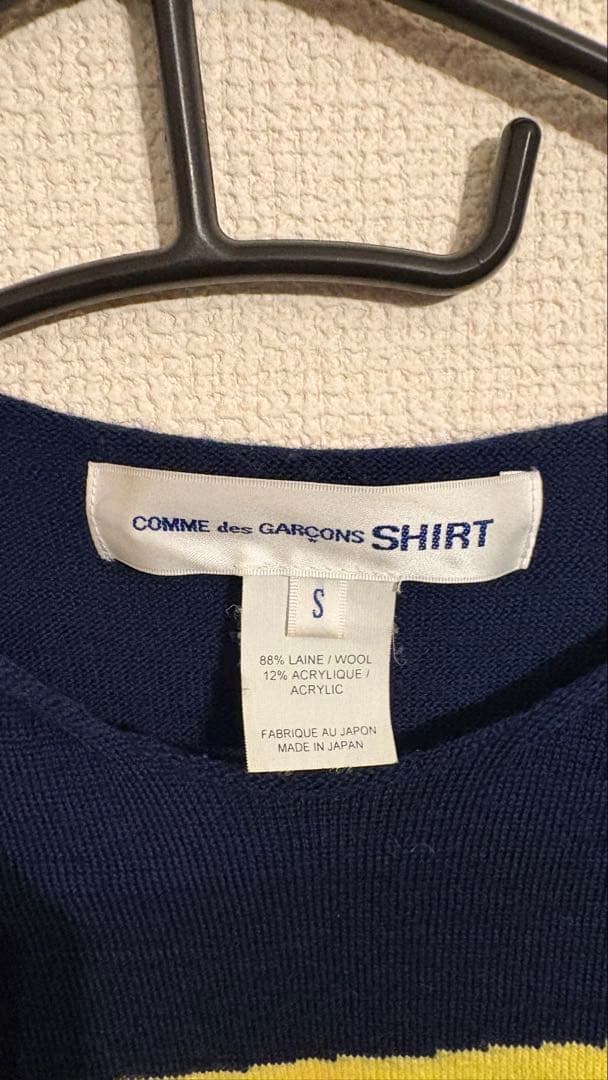 COMME des GARÇONS SHIRT
S
88% LAINE / WOOL
12% ACRYLIQUE /
ACRYLIC
FABRIQUE AU JAPON
MADE IN JAPAN